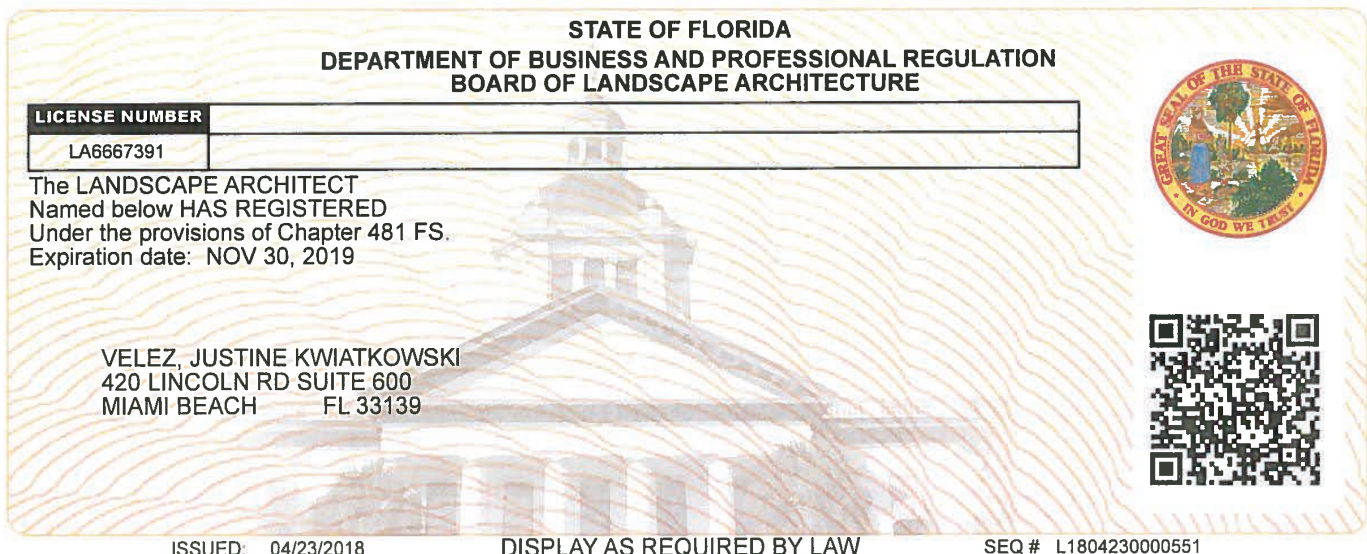 STATE OF FLORIDA
DEPARTMENT OF BUSINESS AND PROFESSIONAL REGULATION
BOARD OF LANDSCAPE ARCHITECTURE
GREAT SEAL OF THE STATE OF FLORIDA
IN GOD WE TRUST
LICENSE NUMBER
LA6667391
The LANDSCAPE ARCHITECT
Named below HAS REGISTERED
Under the provisions of Chapter 481 FS.
Expiration date: NOV 30, 2019
VELEZ, JUSTINE KWIATKOWSKI
420 LINCOLN RD SUITE 600
MIAMI BEACH FL 33139
ISSUED: 04/23/2018 DISPLAY AS REQUIRED BY LAW SEQ # L1804230000551